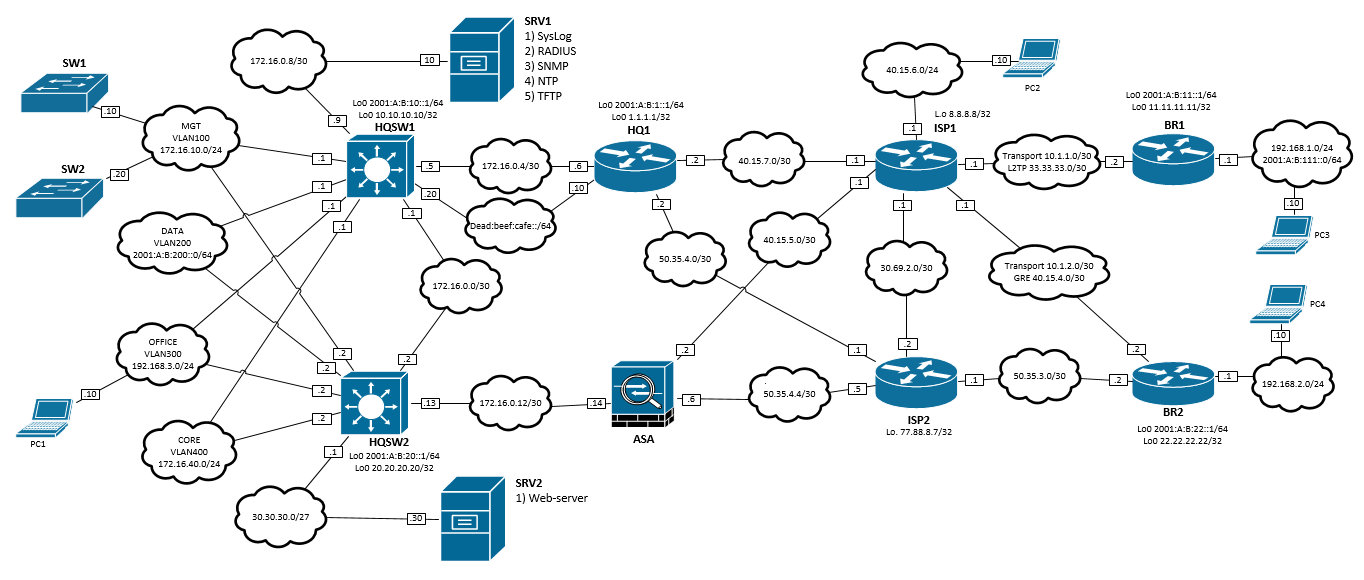 SRV1
1) SysLog
2) RADIUS
3) SNMP
4) NTP
5) TFTP
172.16.0.8/30
10
.9
SW1
.10
MGT
VLAN100
172.16.10.0/24
SW2
.20
Lo0 2001:A:B:10::1/64
Lo0 10.10.10.10/32
HQSW1
.1
.1
.1
.1
.1
.5
172.16.0.4/30
.6
.20
Dead:beef:cafe::/64
.10
Lo0 2001:A:B:1::1/64
Lo0 1.1.1.1/32
HQ1
.2
40.15.7.0/30
.1
.2
50.35.4.0/30
.1
40.15.6.0/24
.10
PC2
.1
L.o 8.8.8.8/32
ISP1
.1
Transport 10.1.1.0/30
L2TP 33.33.33.0/30
.2
Lo0 2001:A:B:11::1/64
Lo0 11.11.11.11/32
BR1
.1
192.168.1.0/24
2001:A:B:111::0/64
.10
PC3
.1
40.15.5.0/30
.2
.1
30.69.2.0/30
.2
.1
Transport 10.1.2.0/30
GRE 40.15.4.0/30
.2
DATA
VLAN200
2001:A:B:200::0/64
172.16.0.0/30
.2
OFFICE
VLAN300
192.168.3.0/24
.10
PC1
.2
.2
.2
.2
CORE
VLAN400
172.16.40.0/24
HQSW2
Lo0 2001:A:B:20::1/64
Lo0 20.20.20.20/32
.13
172.16.0.12/30
.14
ASA
.6
50.35.4.4/30
.5
ISP2
Lo. 77.88.8.7/32
.1
50.35.3.0/30
.2
BR2
Lo0 2001:A:B:22::1/64
Lo0 22.22.22.22/32
.1
192.168.2.0/24
.10
PC4
.1
30.30.30.0/27
.30
SRV2
1) Web-server